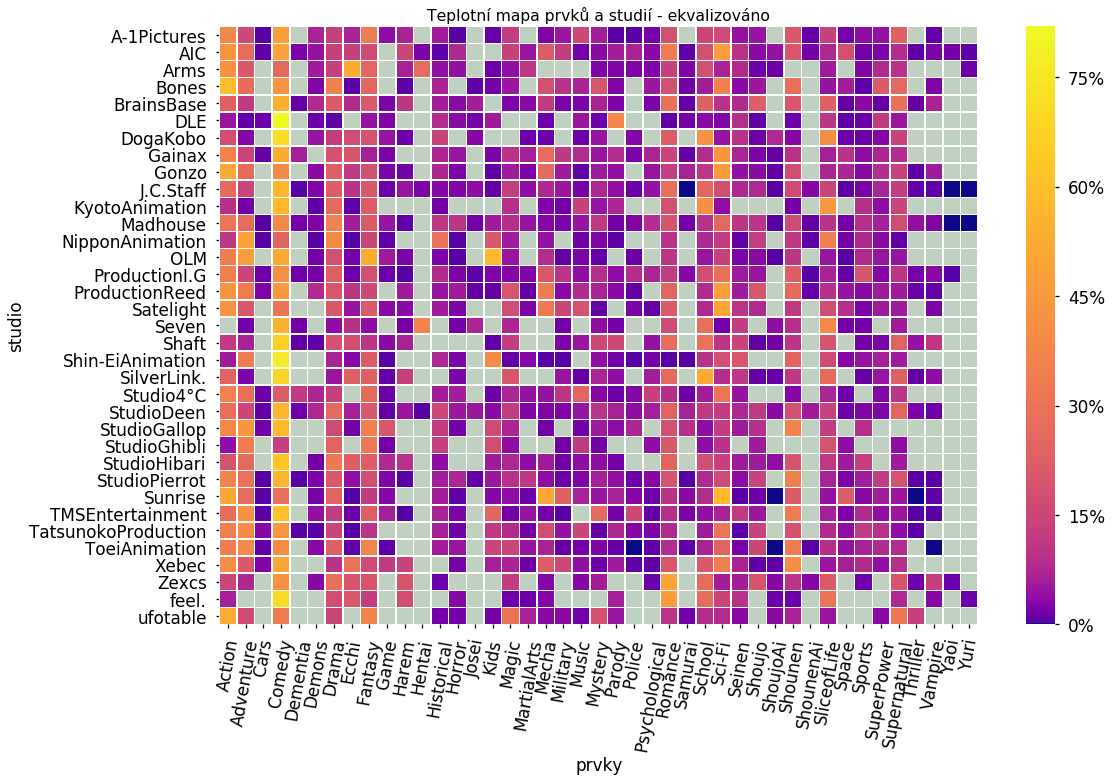 Teplotní mapa prvků a studií - ekvalizováno
studio
A-1Pictures
AIC
Arms
Bones
BrainsBase
DLE
DogaKobo
Gainax
Gonzo
J.C.Staff
KyotoAnimation
Madhouse
NipponAnimation
OLM
ProductionI.G
ProductionReed
Satelight
Seven
Shaft
Shin-EiAnimation
SilverLink.
Studio4°C
StudioDeen
StudioGallop
StudioGhibli
StudioHibari
StudioPierrot
Sunrise
TMSEntertainment
TatsunokoProduction
ToeiAnimation
Xebec
Zexcs
feel.
ufotable
Action
Adventure
Cars
Comedy
Dementia
Demons
Drama
Ecchi
Fantasy
Game
Harem
Hentai
Historical
Horror
Josei
Kids
Magic
MartialArts
Mecha
Military
Music
Mystery
Parody
Police
Psychological
Romance
Samurai
School
Sci-Fi
Seinen
Shoujo
ShoujoAi
Shounen
ShounenAi
SliceofLife
Space
Sports
SuperPower
Supernatural
Thriller
Vampire
Yaoi
Yuri
prvky
75%
60%
45%
30%
15%
0%